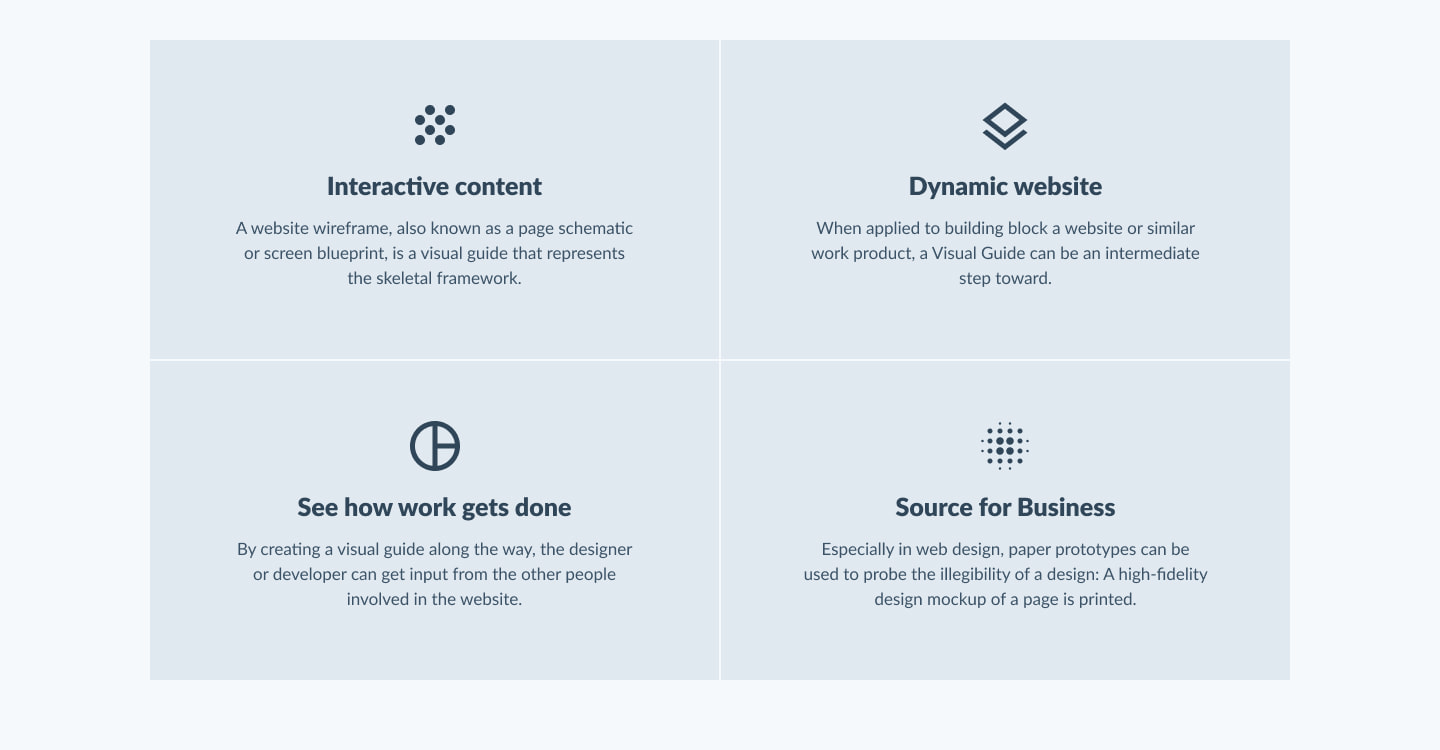 Interactive content
A website wireframe, also known as a page schematic
or screen blueprint, is a visual guide that represents
the skeletal framework.
Dynamic website
When applied to building block a website or similar
work product, a Visual Guide can be an intermediate
step toward.
See how work gets done
By creating a visual guide along the way, the designer
or developer can get input from the other people
involved in the website.
Source for Business
Especially in web design, paper prototypes can be
used to probe the illegibility of a design: A high-fidelity
design mockup of a page is printed.